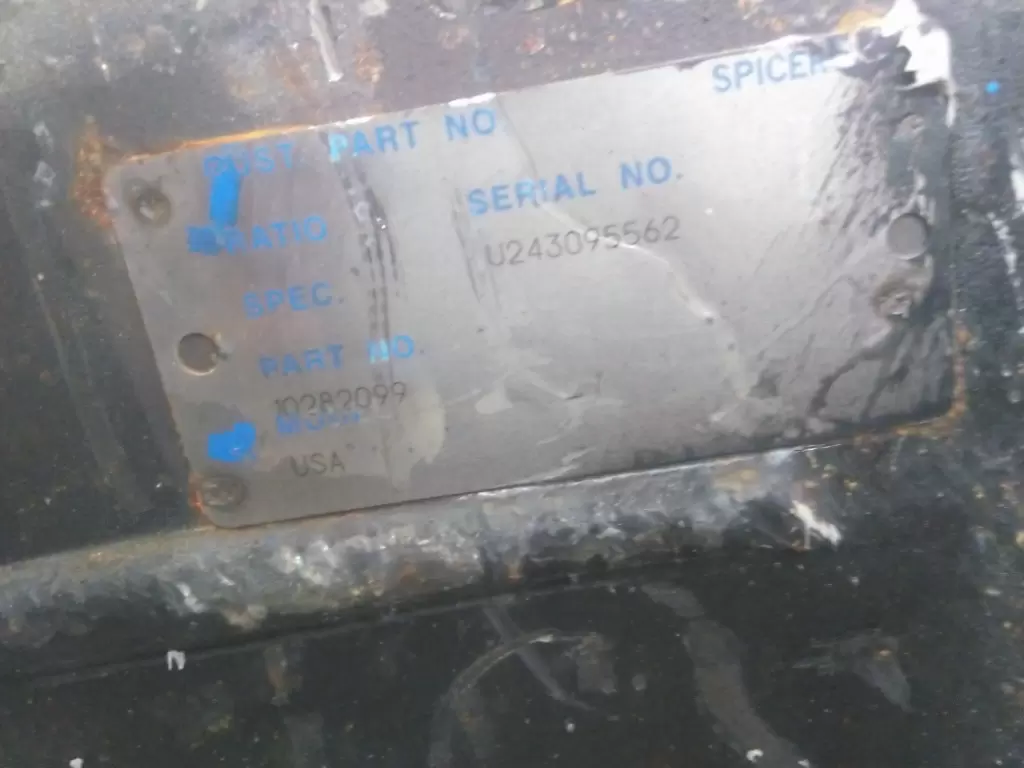 SPICER
CUST PART NO
RATIO
SERIAL NO.
U243095562
SPEC.
PART NO.
10282099
USA